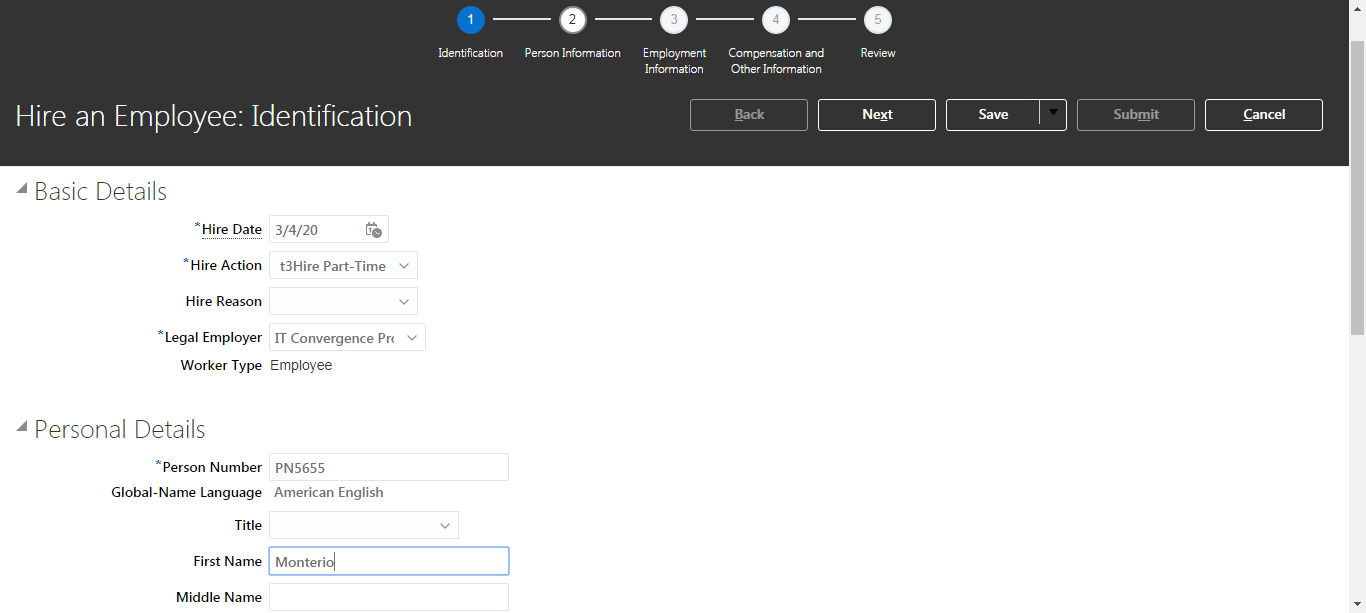 1 2 3 4 5
Identification Person Information Employment Information Compensation and Other Information Review
Hire an Employee: Identification
Back Next Save Submit Cancel
Basic Details
*Hire Date 3/4/20
*Hire Action t3Hire Part-Time
Hire Reason
*Legal Employer IT Convergence Pro
Worker Type Employee
Personal Details
*Person Number PN5655
Global-Name Language American English
Title
First Name Monterio
Middle Name